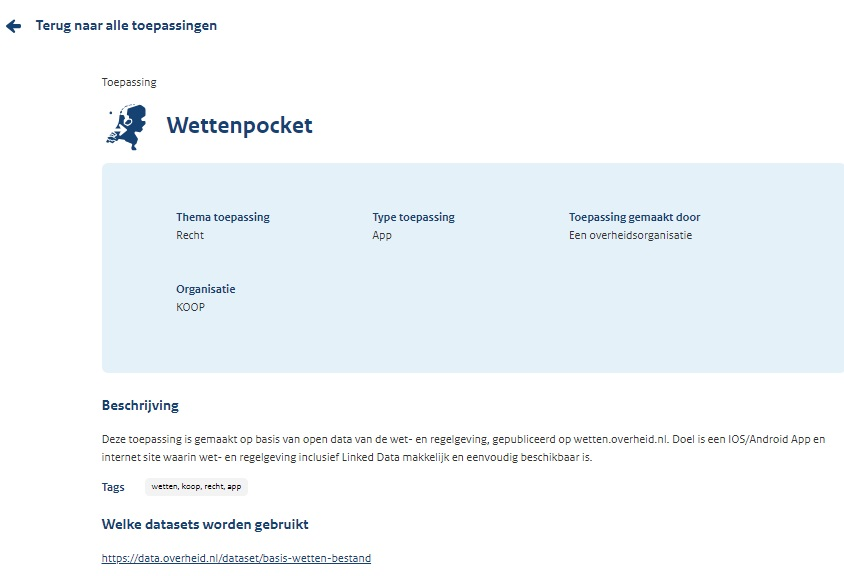 Terug naar alle toepassingen
Toepassing
Wettenpocket
Thema toepassing
Recht
Type toepassing
App
Toepassing gemaakt door
Een overheidsorganisatie
Organisatie
KOOP
Beschrijving
Deze toepassing is gemaakt op basis van open data van de wet- en regelgeving, gepubliceerd op wetten.overheid.nl. Doel is een IOS/Android App en
internet site waarin wet- en regelgeving inclusief Linked Data makkelijk en eenvoudig beschikbaar is.
Tags wetten, koop, recht, app
Welke datasets worden gebruikt
https://data.overheid.nl/dataset/basis-wetten-bestand